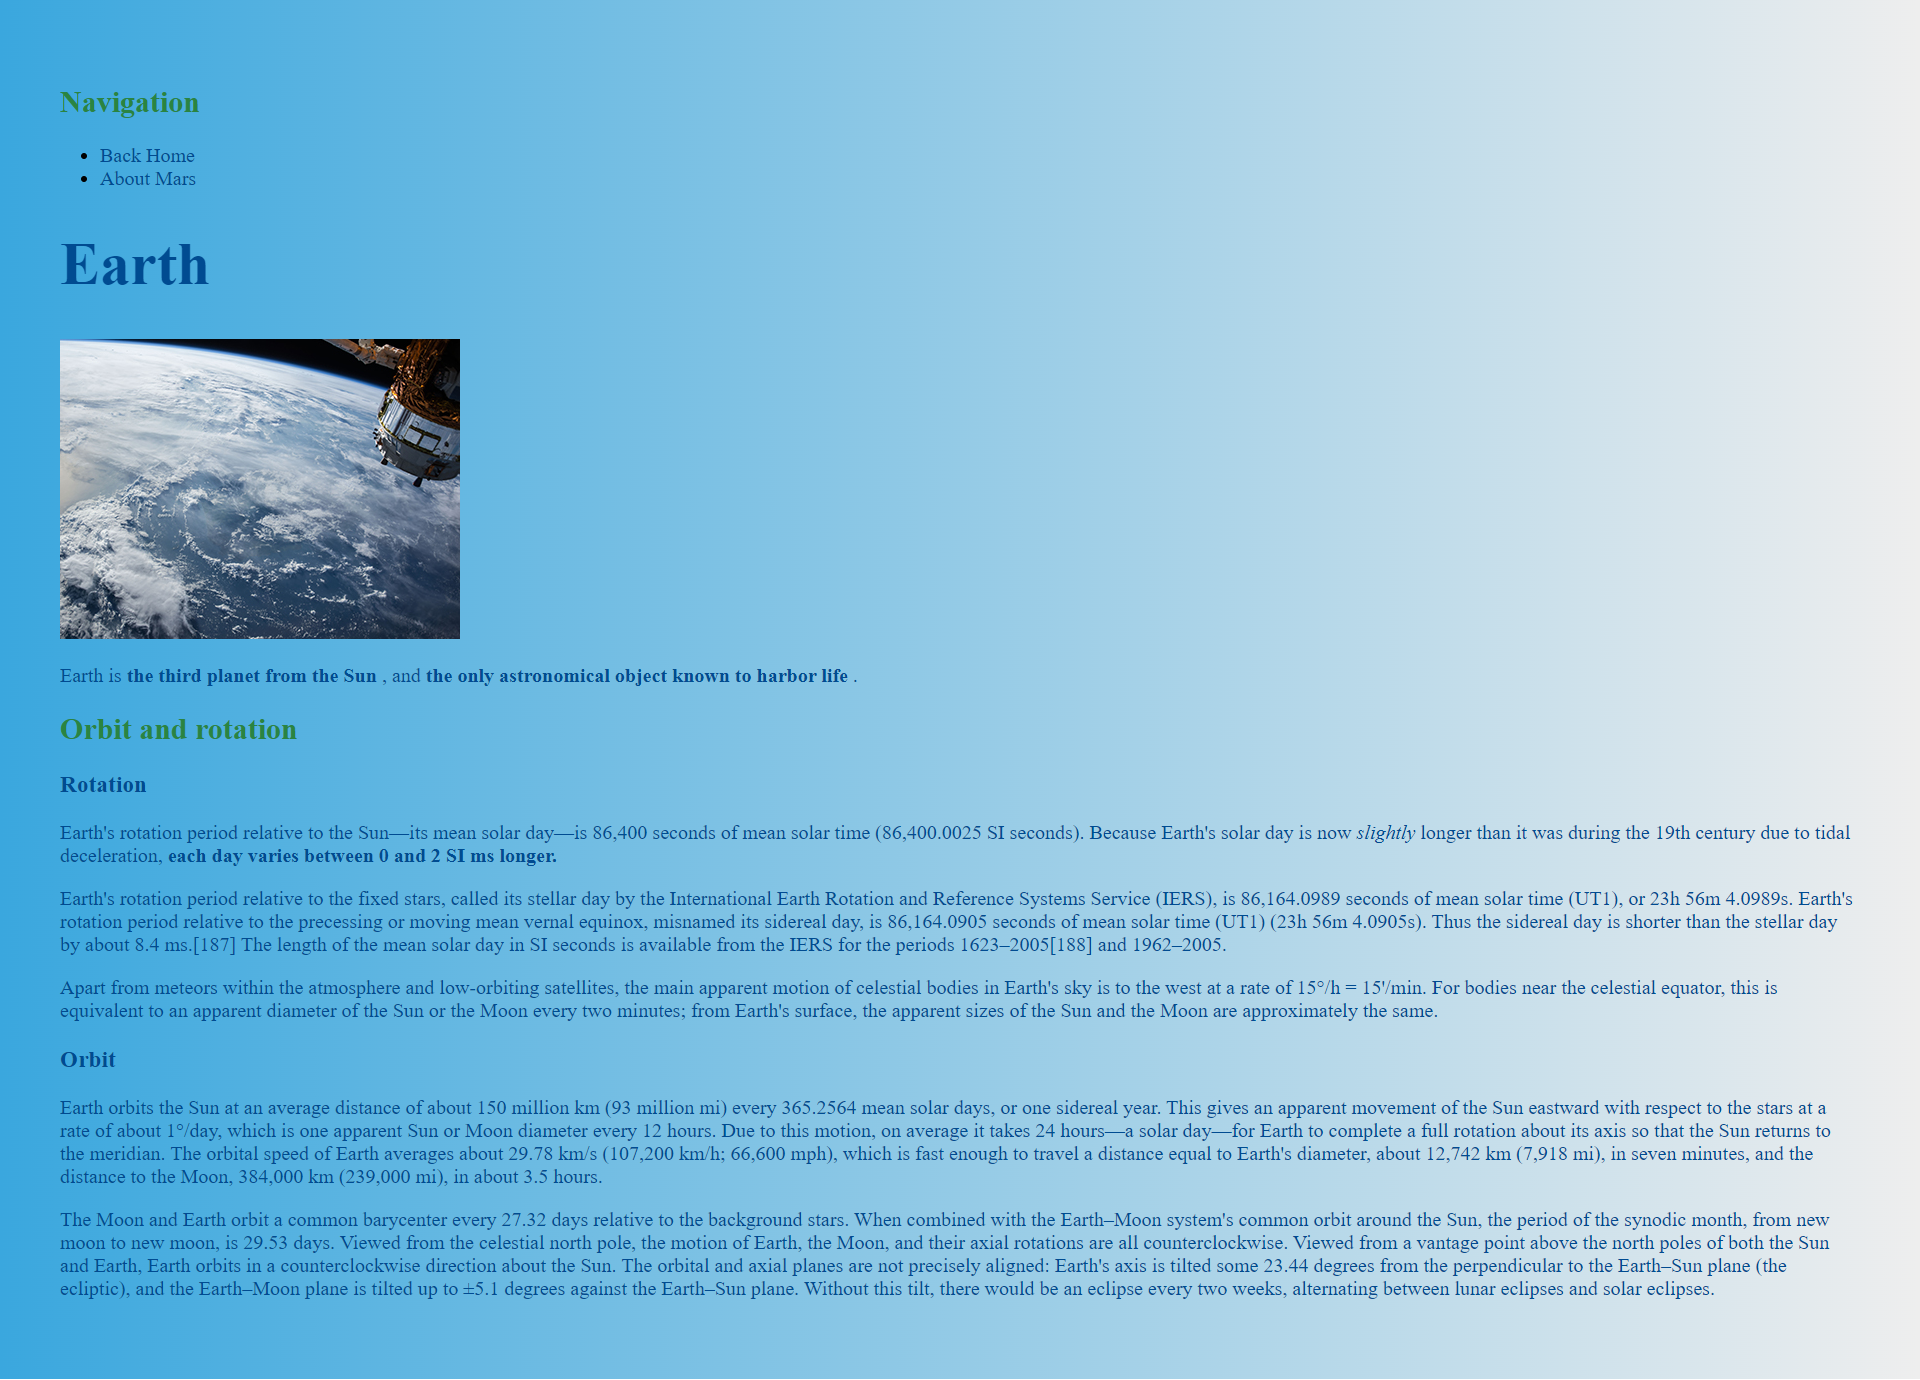 Navigation
Back Home
About Mars
Earth
Earth is the third planet from the Sun , and the only astronomical object known to harbor life .
Orbit and rotation
Rotation
Earth's rotation period relative to the Sun—its mean solar day—is 86,400 seconds of mean solar time (86,400.0025 SI seconds). Because Earth's solar day is now slightly longer than it was during the 19th century due to tidal
deceleration, each day varies between 0 and 2 SI ms longer.
Earth's rotation period relative to the fixed stars, called its stellar day by the International Earth Rotation and Reference Systems Service (IERS), is 86,164.0989 seconds of mean solar time (UT1), or 23h 56m 4.0989s. Earth's
rotation period relative to the precessing or moving mean vernal equinox, misnamed its sidereal day, is 86,164.0905 seconds of mean solar time (UT1) (23h 56m 4.0905s). Thus the sidereal day is shorter than the stellar day
by about 8.4 ms.[187] The length of the mean solar day in SI seconds is available from the IERS for the periods 1623–2005[188] and 1962–2005.
Apart from meteors within the atmosphere and low-orbiting satellites, the main apparent motion of celestial bodies in Earth's sky is to the west at a rate of 15°/h = 15'/min. For bodies near the celestial equator, this is
equivalent to an apparent diameter of the Sun or the Moon every two minutes; from Earth's surface, the apparent sizes of the Sun and the Moon are approximately the same.
Orbit
Earth orbits the Sun at an average distance of about 150 million km (93 million mi) every 365.2564 mean solar days, or one sidereal year. This gives an apparent movement of the Sun eastward with respect to the stars at a
rate of about 1°/day, which is one apparent Sun or Moon diameter every 12 hours. Due to this motion, on average it takes 24 hours—a solar day—for Earth to complete a full rotation about its axis so that the Sun returns to
the meridian. The orbital speed of Earth averages about 29.78 km/s (107,200 km/h; 66,600 mph), which is fast enough to travel a distance equal to Earth's diameter, about 12,742 km (7,918 mi), in seven minutes, and the
distance to the Moon, 384,000 km (239,000 mi), in about 3.5 hours.
The Moon and Earth orbit a common barycenter every 27.32 days relative to the background stars. When combined with the Earth–Moon system's common orbit around the Sun, the period of the synodic month, from new
moon to new moon, is 29.53 days. Viewed from the celestial north pole, the motion of Earth, the Moon, and their axial rotations are all counterclockwise. Viewed from a vantage point above the north poles of both the Sun
and Earth, Earth orbits in a counterclockwise direction about the Sun. The orbital and axial planes are not precisely aligned: Earth's axis is tilted some 23.44 degrees from the perpendicular to the Earth–Sun plane (the
ecliptic), and the Earth–Moon plane is tilted up to ±5.1 degrees against the Earth–Sun plane. Without this tilt, there would be an eclipse every two weeks, alternating between lunar eclipses and solar eclipses.